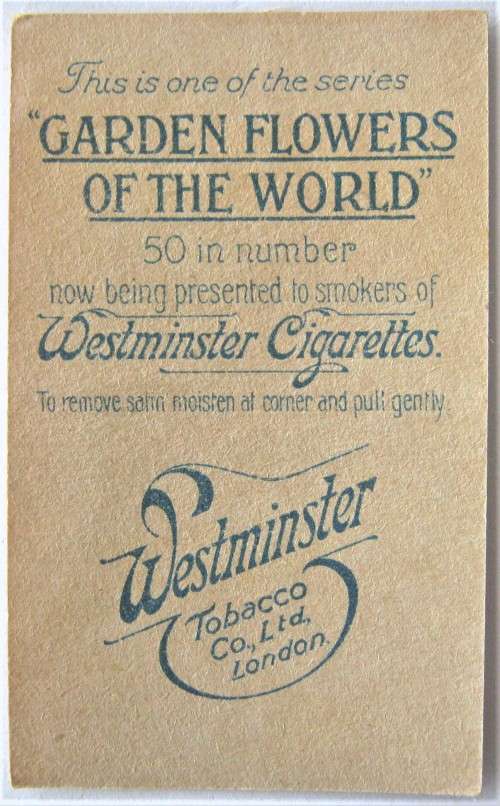 This is one of the series
"GARDEN FLOWERS
OF THE WORLD"
50 in number
now being presented to smokers of
Westminster Cigarettes.
To remove satin moisten at corner and pull gently.
Westminster
Tobacco
Co., Ltd.,
London.